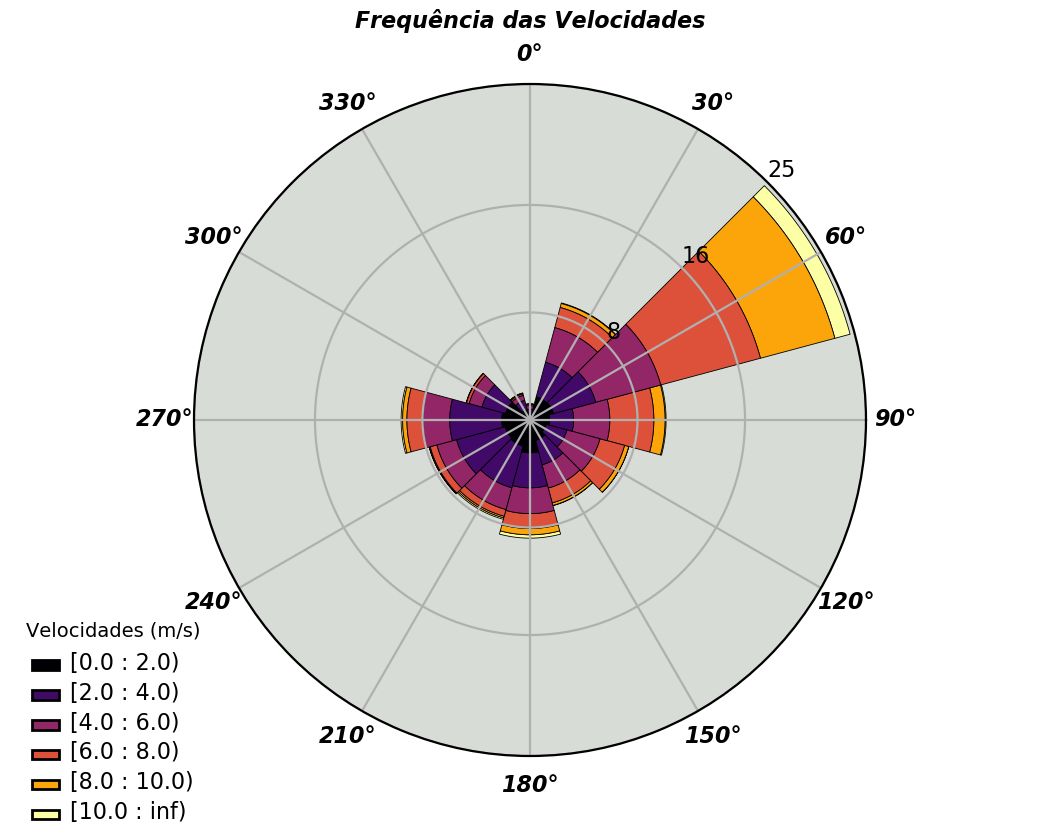 Frequência das Velocidades
0°
330°
30°
25
300°
60°
16
8
270°
90°
240°
120°
210°
150°
180°
Velocidades (m/s)
[0.0 : 2.0)
[2.0 : 4.0)
[4.0 : 6.0)
[6.0 : 8.0)
[8.0 : 10.0)
[10.0 : inf)